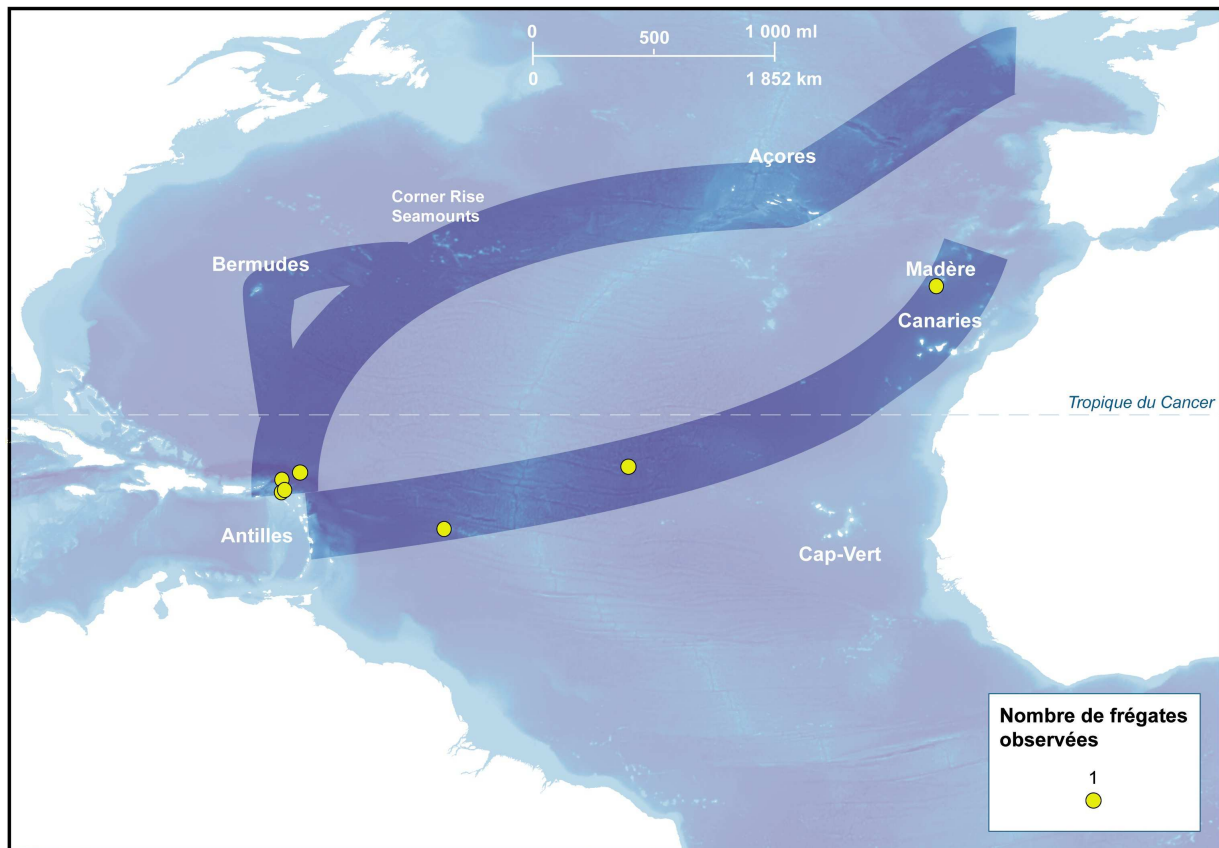 0 500 1 000 ml
0 1 852 km
Açores
Corner Rise
Seamounts
Bermudes
Madère
Canaries
Tropique du Cancer
Antilles
Cap-Vert
Nombre de frégates
observées
1